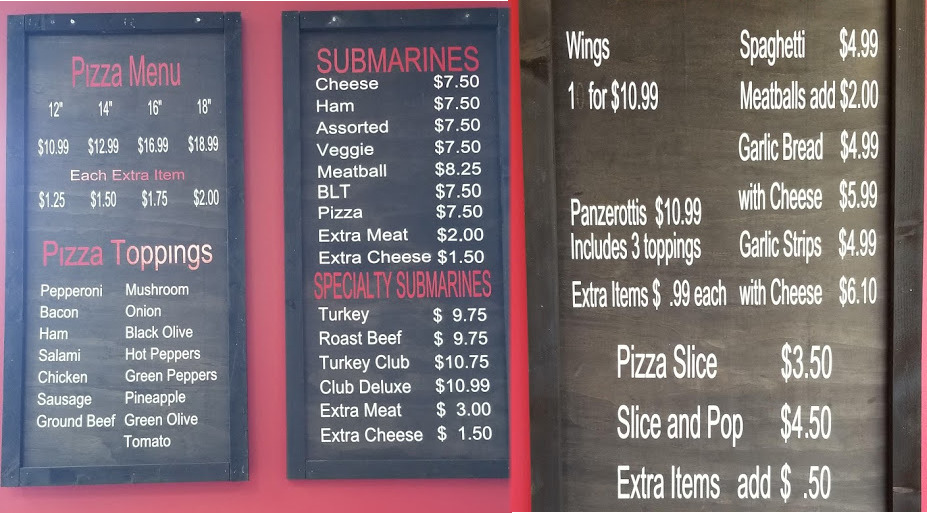 Pizza Menu
12" 14" 16" 18"
$10.99 $12.99 $16.99 $18.99
Each Extra Item
$1.25 $1.50 $1.75 $2.00
Pizza Toppings
Pepperoni Mushroom
Bacon Onion
Ham Black Olive
Salami Hot Peppers
Chicken Green Peppers
Sausage Pineapple
Ground Beef Green Olive
Tomato
SUBMARINES
Cheese $7.50
Ham $7.50
Assorted $7.50
Veggie $7.50
Meatball $8.25
BLT $7.50
Pizza $7.50
Extra Meat $2.00
Extra Cheese $1.50
SPECIALTY SUBMARINES
Turkey $ 9.75
Roast Beef $ 9.75
Turkey Club $10.75
Club Deluxe $10.99
Extra Meat $ 3.00
Extra Cheese $ 1.50
Wings
10 for $10.99
Panzerottis $10.99
Includes 3 toppings
Extra Items $ .99 each
Spaghetti $4.99
Meatballs add $2.00
Garlic Bread $4.99
with Cheese $5.99
Garlic Strips $4.99
with Cheese $6.10
Pizza Slice $3.50
Slice and Pop $4.50
Extra Items add $ .50